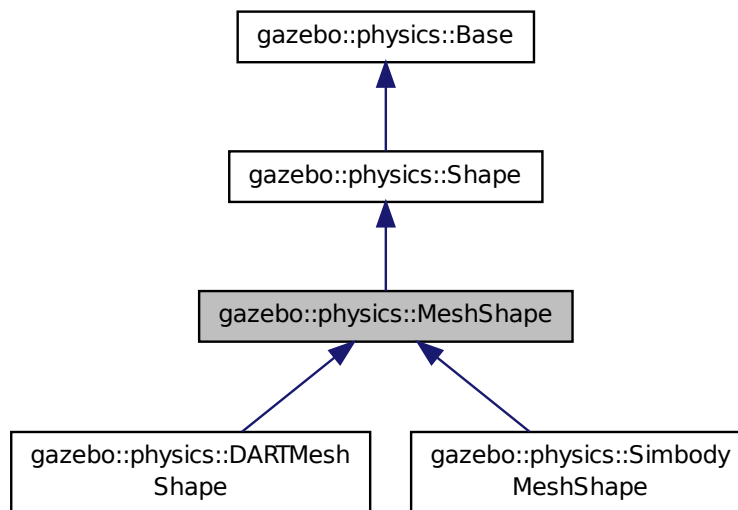 gazebo::physics::Base
gazebo::physics::Shape
gazebo::physics::MeshShape
gazebo::physics::DARTMesh
Shape
gazebo::physics::Simbody
MeshShape